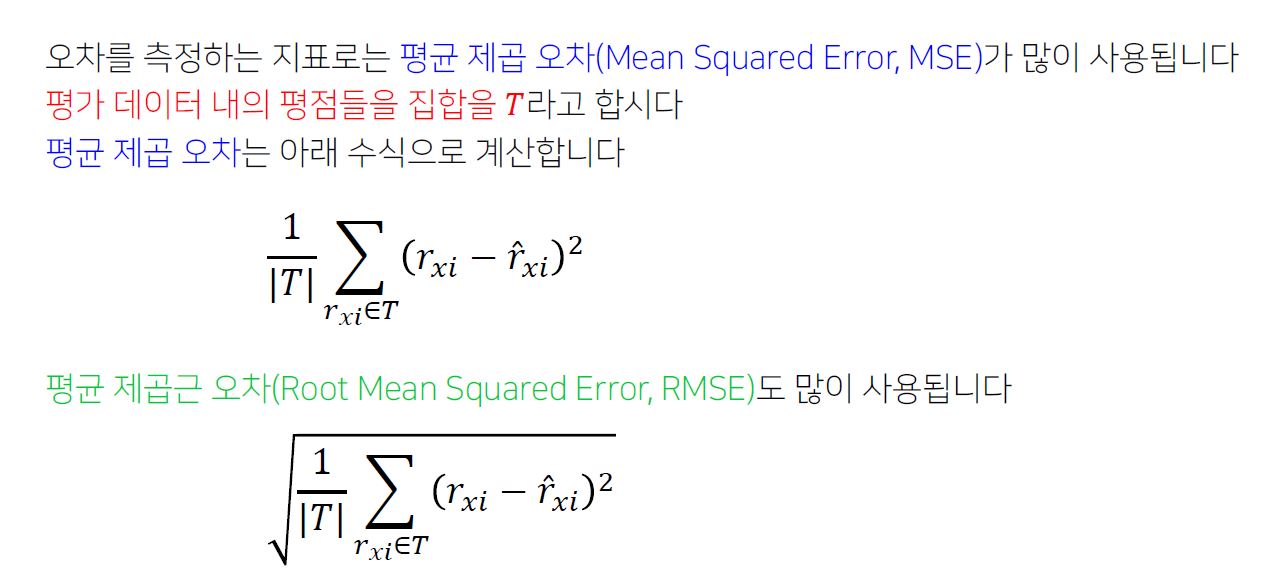 오차를 측정하는 지표로는 평균 제곱 오차(Mean Squared Error, MSE)가 많이 사용됩니다
평가 데이터 내의 평점들을 집합을 T라고 합시다
평균 제곱 오차는 아래 수식으로 계산합니다
$\frac{1}{|T|} \sum_{r_{xi} \in T} (r_{xi} - \hat{r}_{xi})^2$
평균 제곱근 오차(Root Mean Squared Error, RMSE)도 많이 사용됩니다
$\sqrt{\frac{1}{|T|} \sum_{r_{xi} \in T} (r_{xi} - \hat{r}_{xi})^2}$